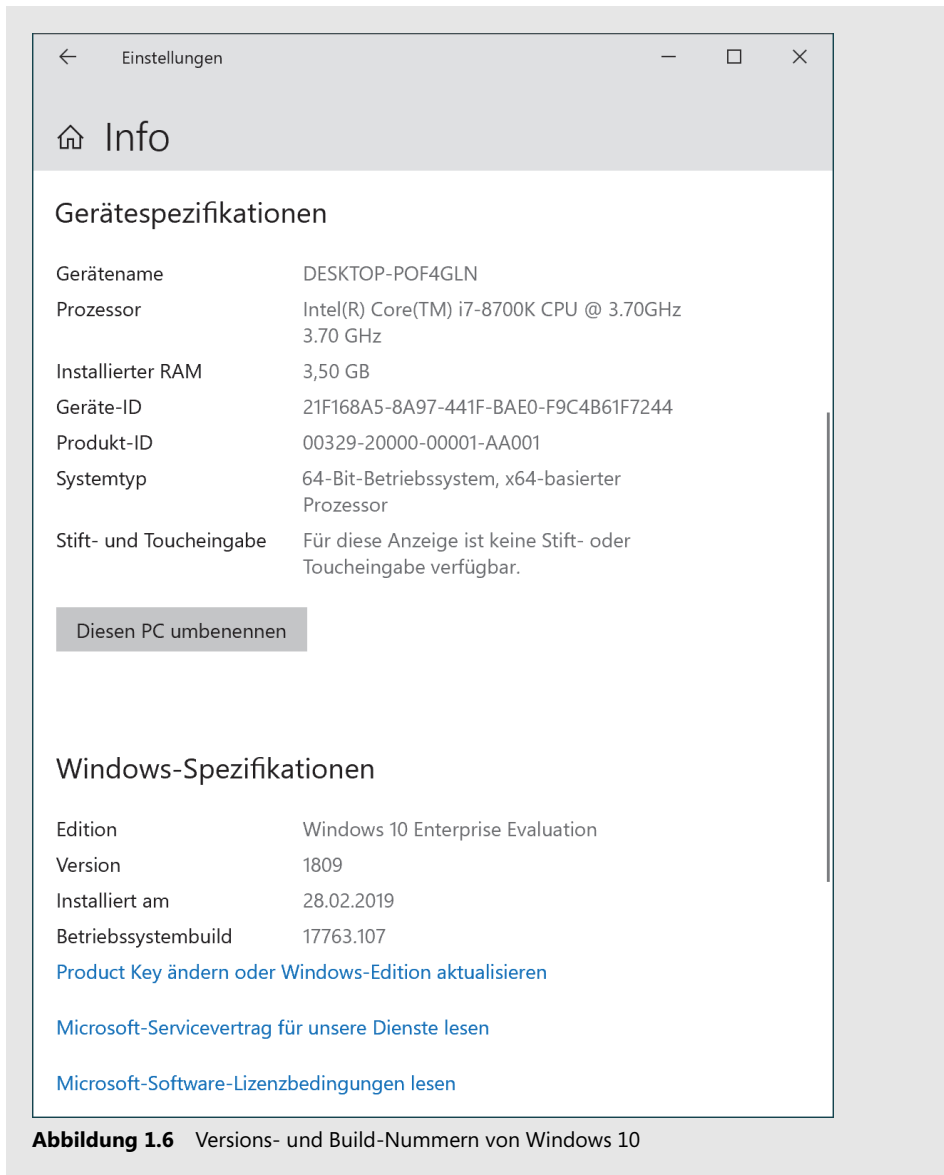 Einstellungen
Info
Gerätespezifikationen
Gerätename DESKTOP-POF4GLN
Prozessor Intel(R) Core(TM) i7-8700K CPU @ 3.70GHz
3.70 GHz
Installierter RAM 3,50 GB
Geräte-ID 21F168A5-8A97-441F-BAE0-F9C4B61F7244
Produkt-ID 00329-20000-00001-AA001
Systemtyp 64-Bit-Betriebssystem, x64-basierter
Prozessor
Stift- und Toucheingabe Für diese Anzeige ist keine Stift- oder
Toucheingabe verfügbar.
Diesen PC umbenennen
Windows-Spezifikationen
Edition Windows 10 Enterprise Evaluation
Version 1809
Installiert am 28.02.2019
Betriebssystembuild 17763.107
Product Key ändern oder Windows-Edition aktualisieren
Microsoft-Servicevertrag für unsere Dienste lesen
Microsoft-Software-Lizenzbedingungen lesen
Abbildung 1.6 Versions- und Build-Nummern von Windows 10